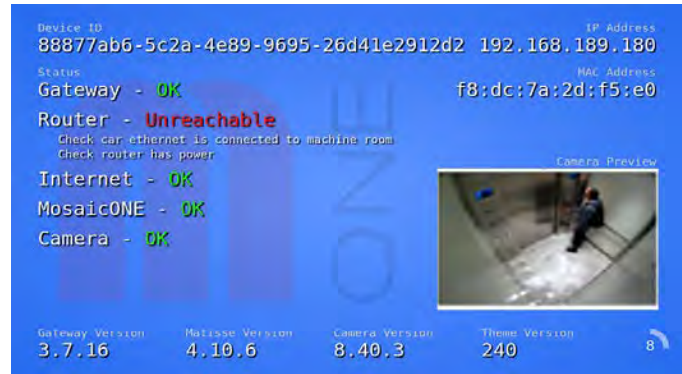 Device ID
IP Address
88877ab6-5c2a-4e89-9695-26d41e2912d2 192.168.189.180
Status
MAC Address
Gateway - OK
f8:dc:7a:2d:f5:e0
Router - Unreachable
Check car ethernet is connected to machine room
Check router has power
Camera Preview
Internet - OK
MosaicONE - OK
Camera - OK
ONE
Gateway Version
Matisse Version
Camera Version
Theme Version
3.7.16
4.10.6
8.40.3
240
8